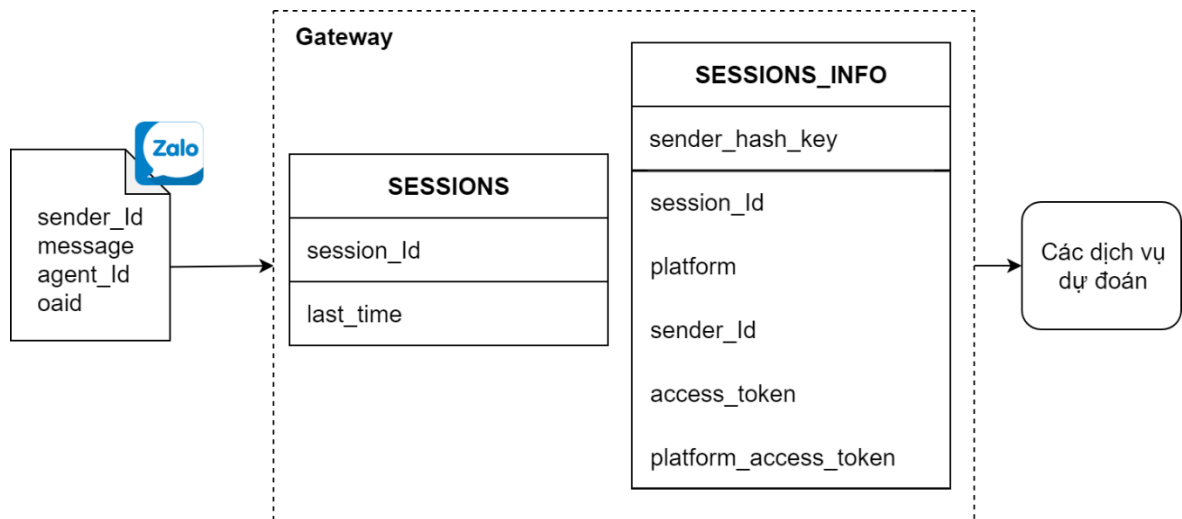 Gateway
Zalo
sender_Id
message
agent_Id
oaid
SESSIONS
session_Id
last_time
SESSIONS_INFO
sender_hash_key
session_Id
platform
sender_Id
access_token
platform_access_token
Các dịch vụ
dự đoán